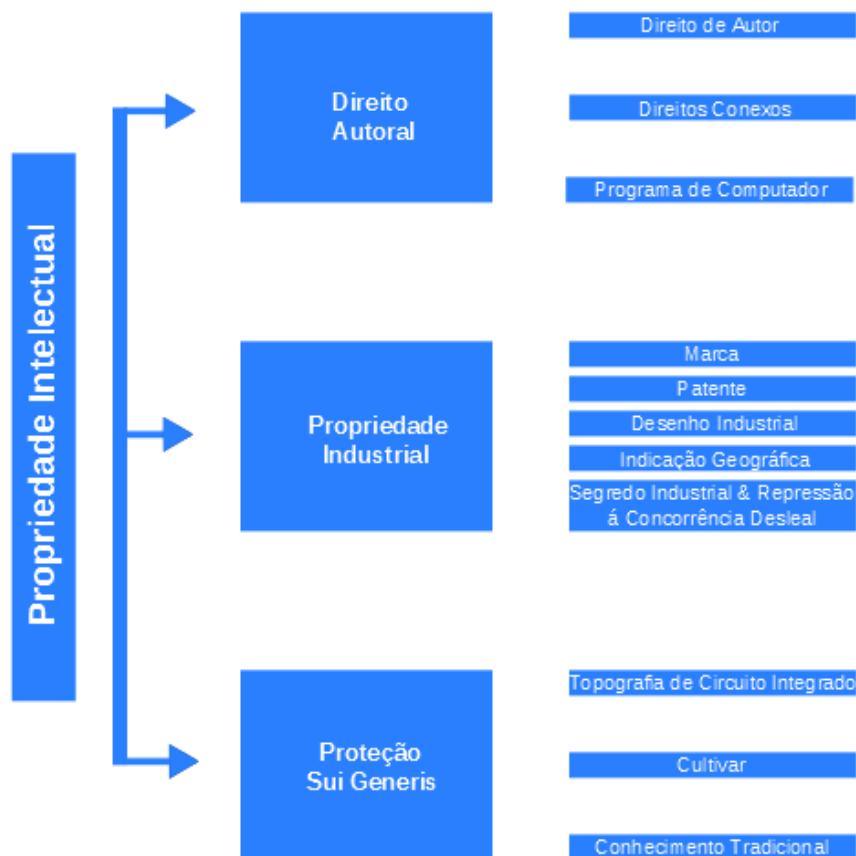 Propriedade Intelectual
Direito
Autoral
Direito de Autor
Direitos Conexos
Programa de Computador
Propriedade
Industrial
Marca
Patente
Desenho Industrial
Indicação Geográfica
Segredo Industrial & Repressão
á Concorrência Desleal
Proteção
Sui Generis
Topografia de Circuito Integrado
Cultivar
Conhecimento Tradicional